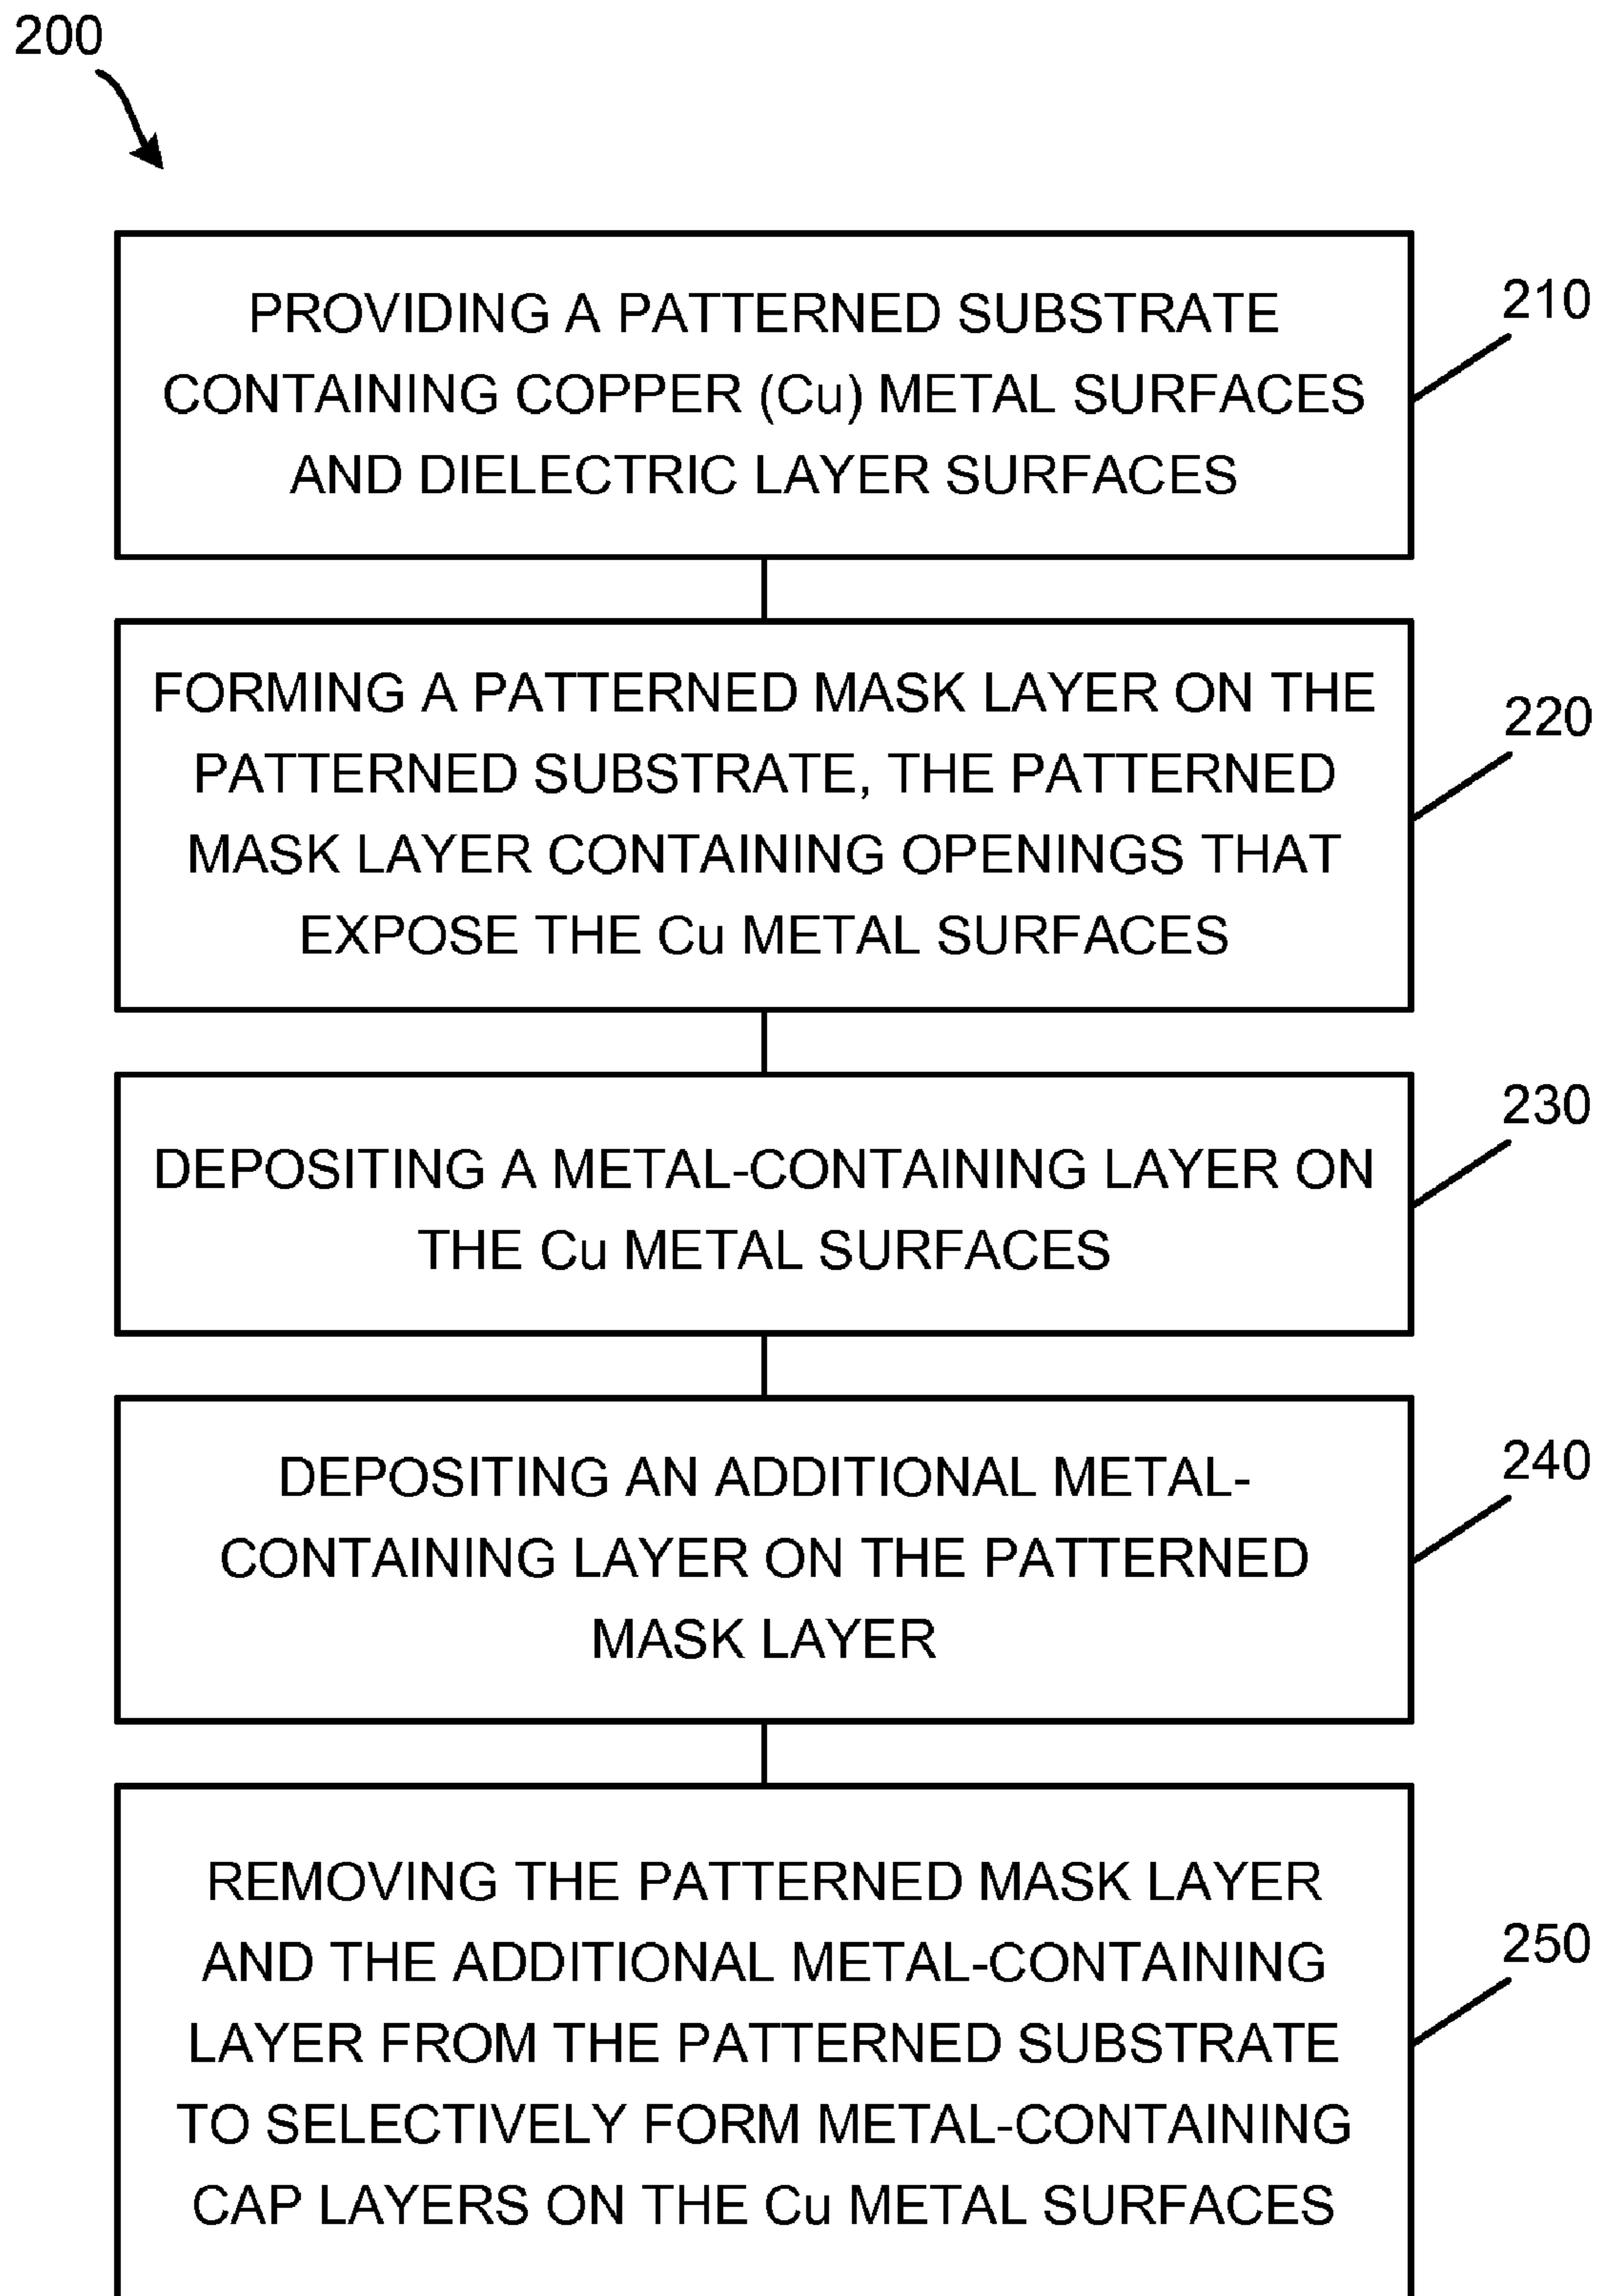 200
PROVIDING A PATTERNED SUBSTRATE
CONTAINING COPPER (Cu) METAL SURFACES
AND DIELECTRIC LAYER SURFACES
210
FORMING A PATTERNED MASK LAYER ON THE
PATTERNED SUBSTRATE, THE PATTERNED
MASK LAYER CONTAINING OPENINGS THAT
EXPOSE THE Cu METAL SURFACES
220
DEPOSITING A METAL-CONTAINING LAYER ON
THE Cu METAL SURFACES
230
DEPOSITING AN ADDITIONAL METAL-
CONTAINING LAYER ON THE PATTERNED
MASK LAYER
240
REMOVING THE PATTERNED MASK LAYER
AND THE ADDITIONAL METAL-CONTAINING
LAYER FROM THE PATTERNED SUBSTRATE
TO SELECTIVELY FORM METAL-CONTAINING
CAP LAYERS ON THE Cu METAL SURFACES
250